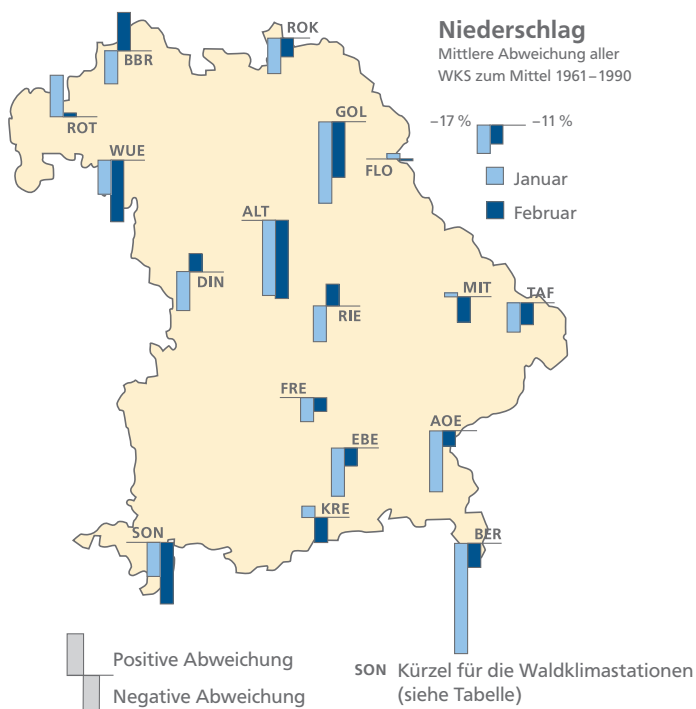 Niederschlag
Mittlere Abweichung aller
WKS zum Mittel 1961–1990
–17 % –11 %
Januar
Februar
ROK
BBR
ROT
GOL
WUE
FLO
ALT
DIN
MIT
TAF
RIE
FRE
AOE
EBE
KRE
SON
BER
Positive Abweichung
Negative Abweichung
SON Kürzel für die Waldklimastationen
(siehe Tabelle)